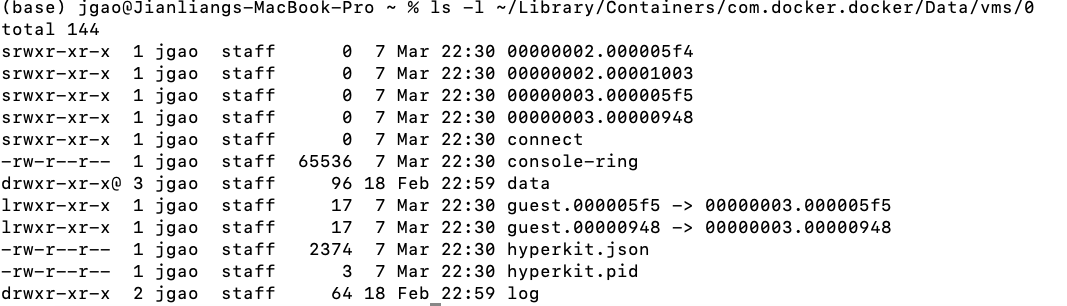 (base) jgao@Jianliangs-MacBook-Pro ~ % ls -l ~/Library/Containers/com.docker.docker/Data/vms/0
total 144
srwxr-xr-x  1 jgao  staff      0  7 Mar 22:30 00000002.000005f4
srwxr-xr-x  1 jgao  staff      0  7 Mar 22:30 00000002.00001003
srwxr-xr-x  1 jgao  staff      0  7 Mar 22:30 00000003.000005f5
srwxr-xr-x  1 jgao  staff      0  7 Mar 22:30 00000003.00000948
srwxr-xr-x  1 jgao  staff      0  7 Mar 22:30 connect
-rw-r--r--  1 jgao  staff  65536  7 Mar 22:30 console-ring
drwxr-xr-x@ 3 jgao  staff     96 18 Feb 22:59 data
lrwxr-xr-x  1 jgao  staff     17  7 Mar 22:30 guest.000005f5 -> 00000003.000005f5
lrwxr-xr-x  1 jgao  staff     17  7 Mar 22:30 guest.00000948 -> 00000003.00000948
-rw-r--r--  1 jgao  staff   2374  7 Mar 22:30 hyperkit.json
-rw-r--r--  1 jgao  staff      3  7 Mar 22:30 hyperkit.pid
drwxr-xr-x  2 jgao  staff     64 18 Feb 22:59 log